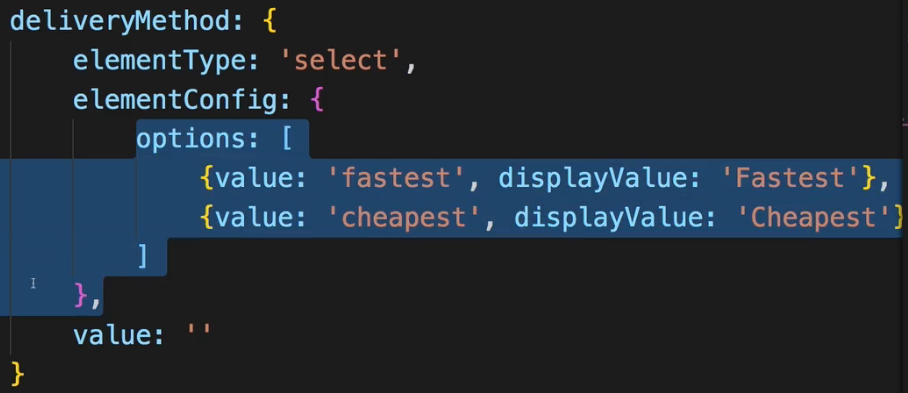 deliveryMethod: {
elementType: 'select',
elementConfig: {
options: [
{value: 'fastest', displayValue: 'Fastest'},
{value: 'cheapest', displayValue: 'Cheapest'}
]
},
value: ''
}